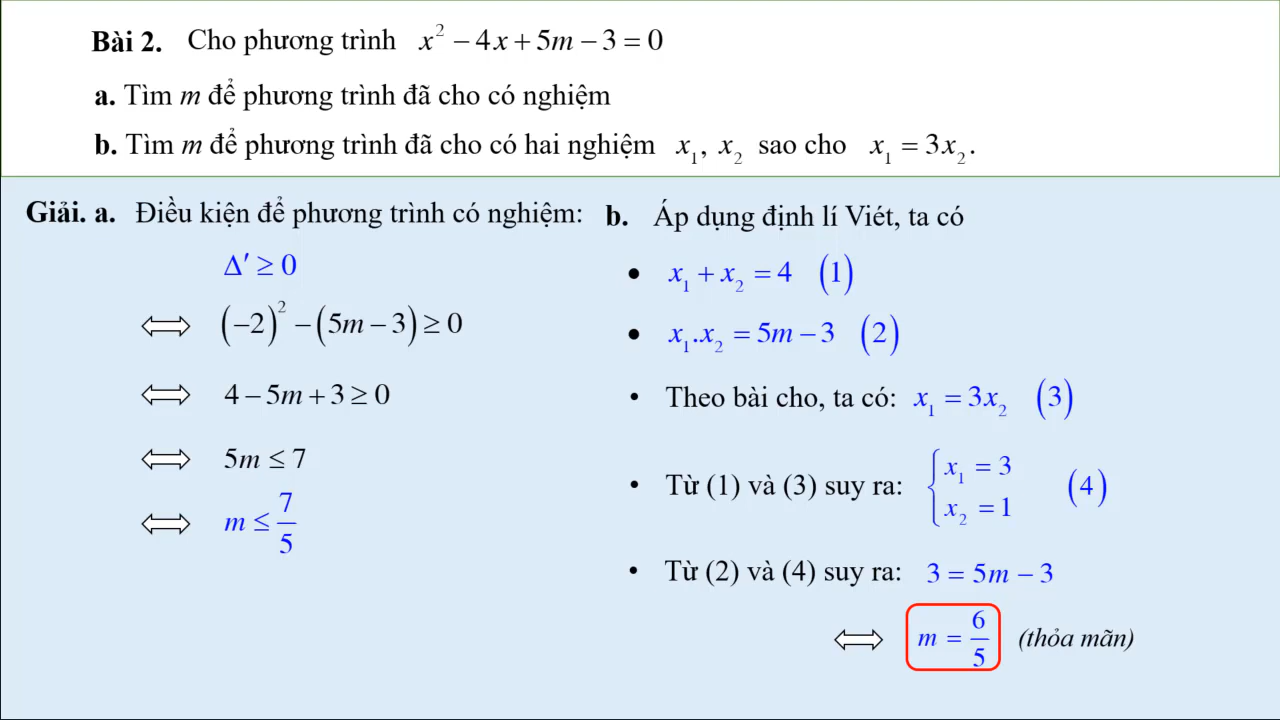 Bài 2. Cho phương trình x² − 4x + 5m − 3 = 0
a. Tìm m để phương trình đã cho có nghiệm
b. Tìm m để phương trình đã cho có hai nghiệm x₁, x₂ sao cho x₁ = 3x₂.
Giải. a. Điều kiện để phương trình có nghiệm:
Δ′ ≥ 0
⟺ (−2)² − (5m − 3) ≥ 0
⟺ 4 − 5m + 3 ≥ 0
⟺ 5m ≤ 7
⟺ m ≤ 7/5
b. Áp dụng định lí Viét, ta có
• x₁ + x₂ = 4 (1)
• x₁.x₂ = 5m − 3 (2)
• Theo bài cho, ta có: x₁ = 3x₂ (3)
• Từ (1) và (3) suy ra: { x₁ = 3 (4)
x₂ = 1
• Từ (2) và (4) suy ra: 3 = 5m − 3
⟺ m = 6/5 (thỏa mãn)